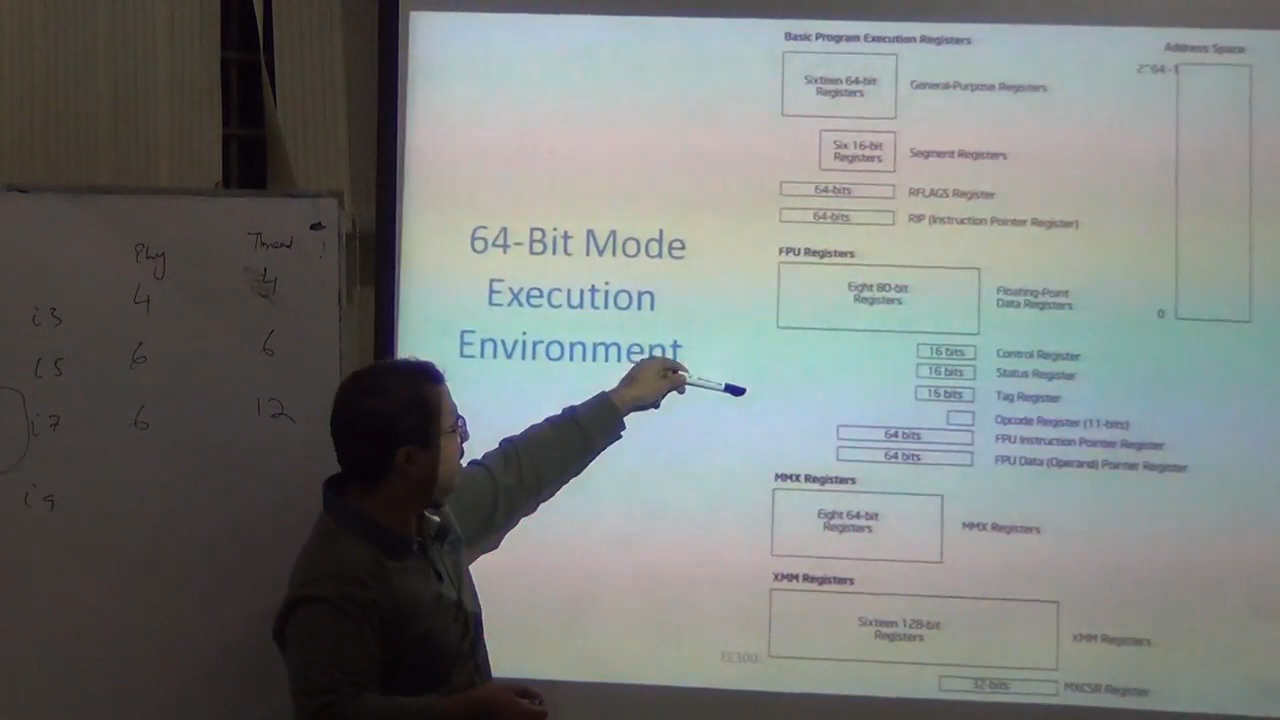 Phy Thread !
i3 4 4
i5 6 6
i7 6 12
i9
64-Bit Mode
Execution
Environment
Basic Program Execution Registers
Address Space
2^64-1
Sixteen 64-bit
Registers
General-Purpose Registers
Six 16-bit
Registers
Segment Registers
64-bits
RFLAGS Register
64-bits
RIP (Instruction Pointer Register)
FPU Registers
Eight 80-bit
Registers
Floating-Point
Data Registers
0
16 bits
Control Register
16 bits
Status Register
16 bits
Tag Register
Opcode Register (11-bits)
64 bits
FPU Instruction Pointer Register
64 bits
FPU Data (Operand) Pointer Register
MMX Registers
Eight 64-bit
Registers
MMX Registers
XMM Registers
Sixteen 128-bit
Registers
XMM Registers
EE300
32-bits
MXCSR Register